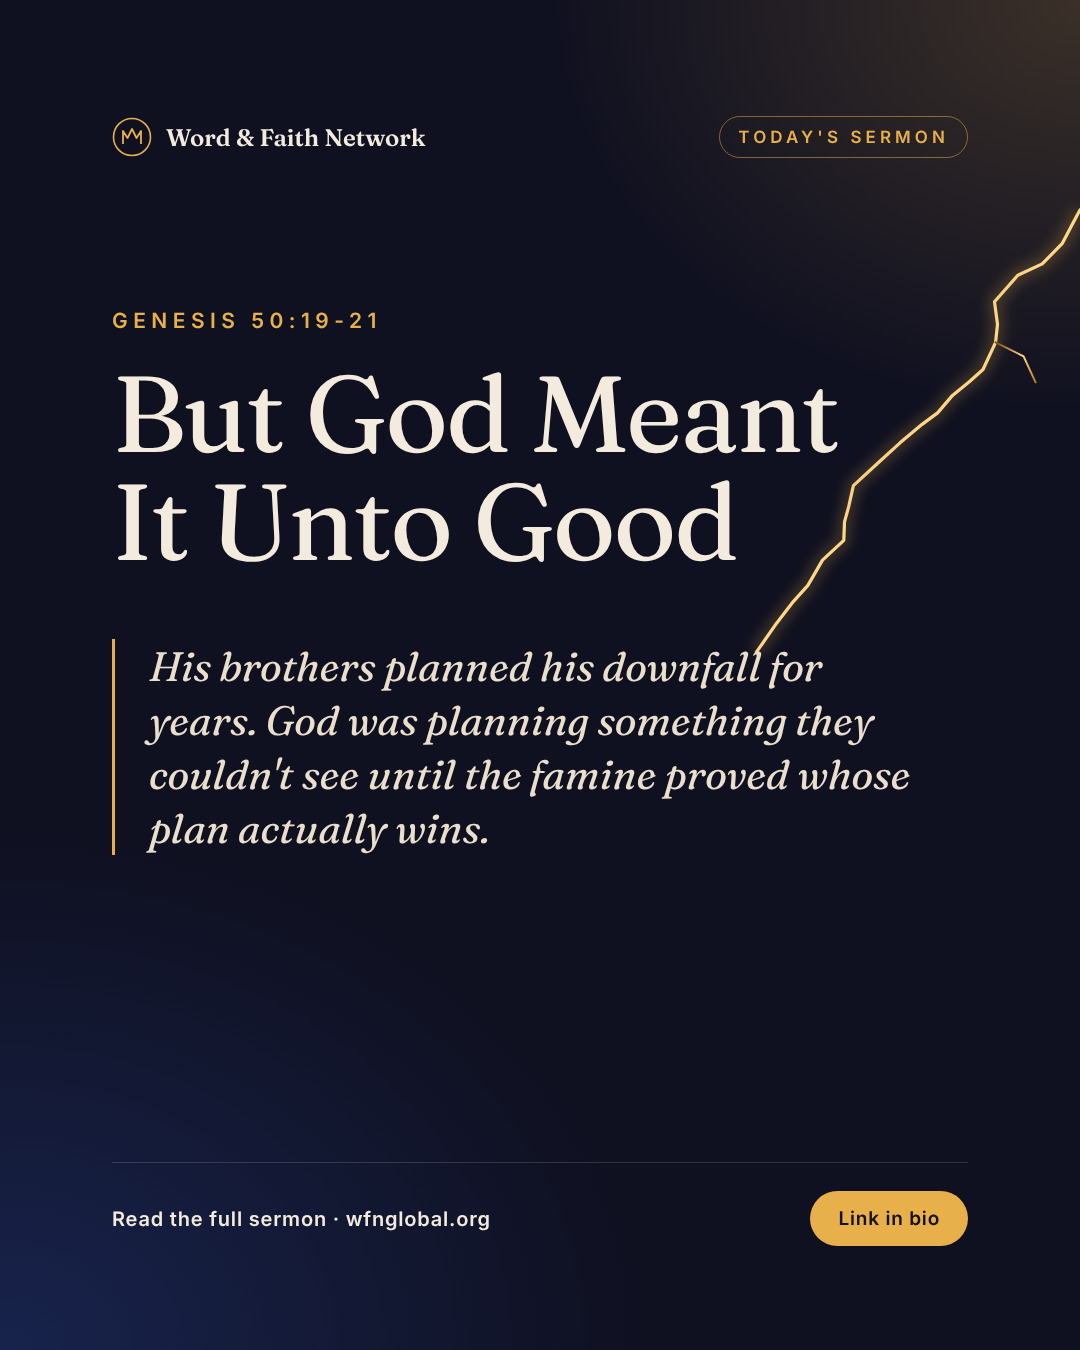 Word & Faith Network
TODAY'S SERMON
GENESIS 50:19-21
But God Meant
It Unto Good
His brothers planned his downfall for
years. God was planning something they
couldn't see until the famine proved whose
plan actually wins.
Read the full sermon · wfnglobal.org
Link in bio